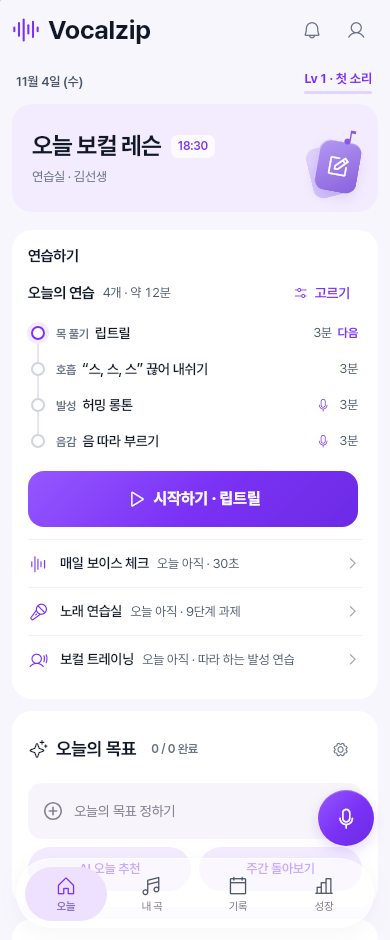 Vocalzip
11월 4일 (수)
Lv 1 · 첫 소리
오늘 보컬 레슨 18:30
연습실 · 김선생
연습하기
오늘의 연습 4개 · 약 12분 고르기
목 풀기 립트릴 3분 다음
호흡 “스, 스, 스” 끊어 내쉬기 3분
발성 허밍 롱톤 3분
음감 음 따라 부르기 3분
시작하기 · 립트릴
매일 보이스 체크 오늘 아직 · 30초
노래 연습실 오늘 아직 · 9단계 과제
보컬 트레이닝 오늘 아직 · 따라 하는 발성 연습
오늘의 목표 0 / 0 완료
오늘의 목표 정하기
AI 오늘 추천 주간 돌아보기
오늘 내 곡 기록 성장